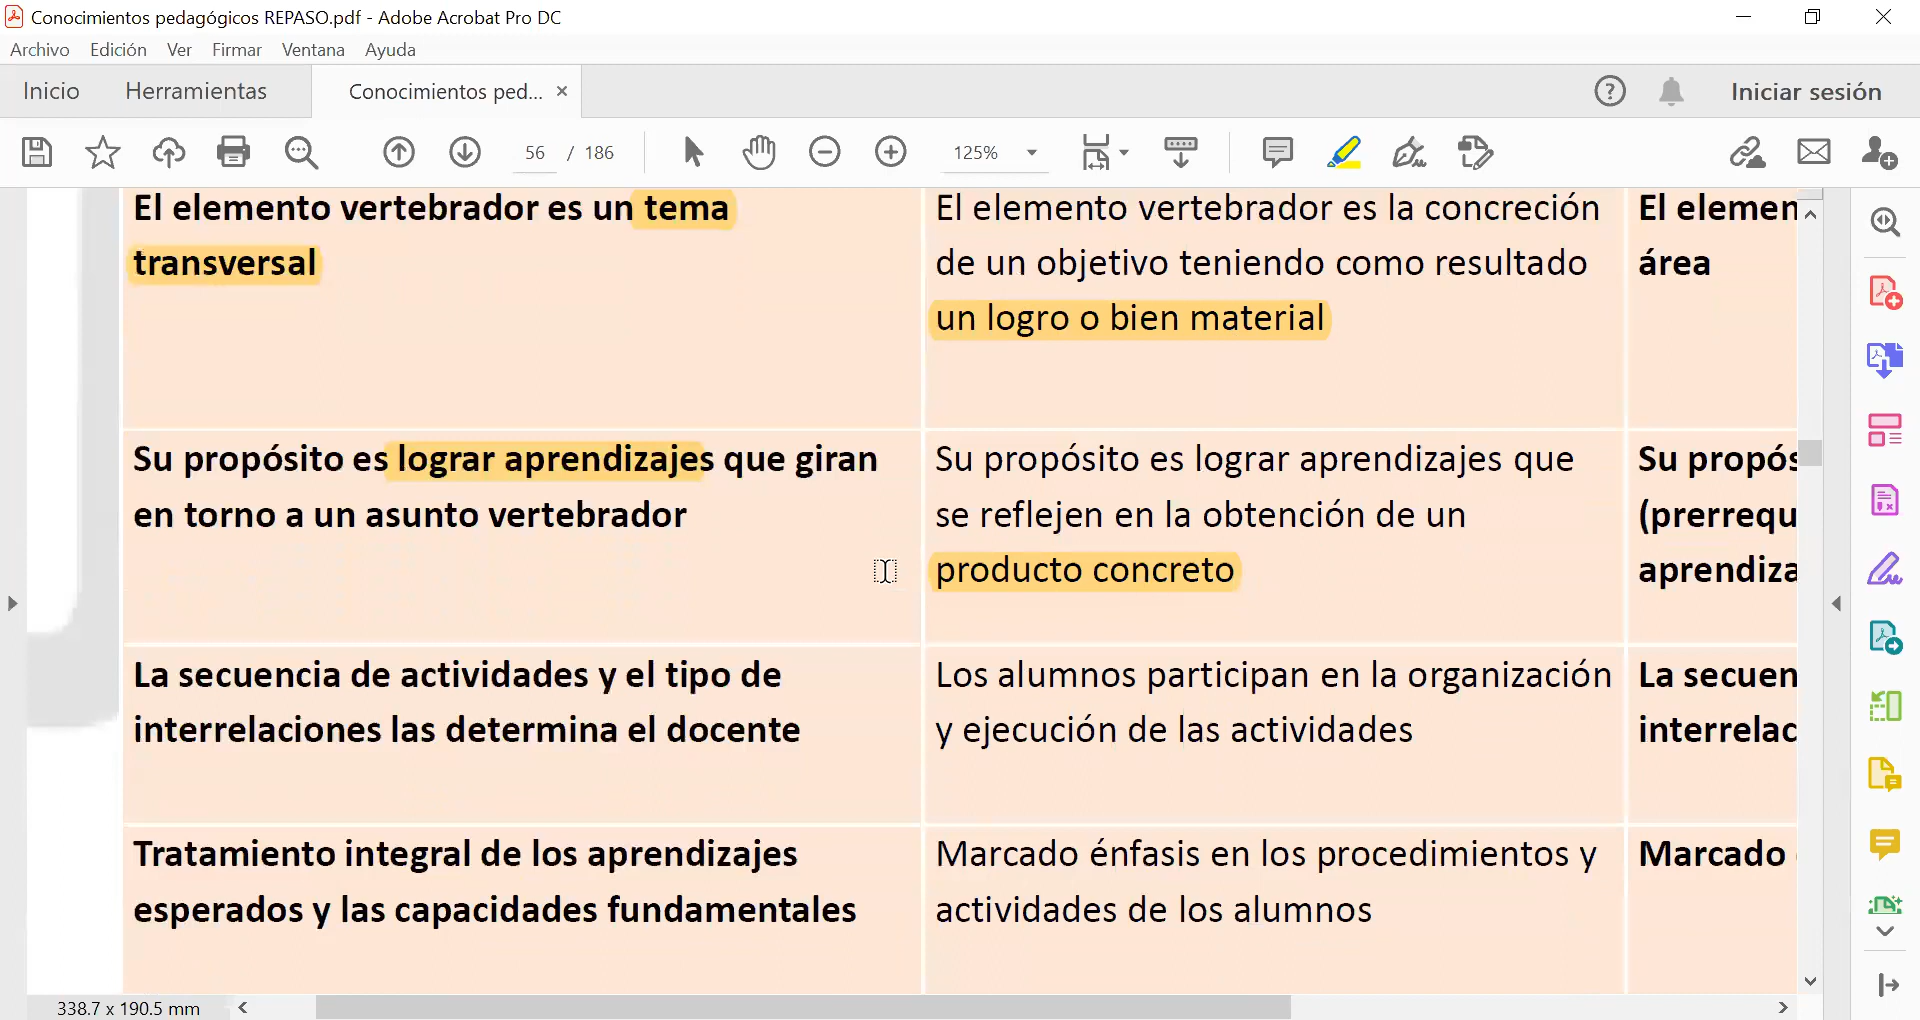 Conocimientos pedagógicos REPASO.pdf - Adobe Acrobat Pro DC
Archivo Edición Ver Firmar Ventana Ayuda
Inicio Herramientas Conocimientos ped... × Iniciar sesión
56 / 186 125%
El elemento vertebrador es un tema
transversal
El elemento vertebrador es la concreción
de un objetivo teniendo como resultado
un logro o bien material
El elemen
área
Su propósito es lograr aprendizajes que giran
en torno a un asunto vertebrador
Su propósito es lograr aprendizajes que
se reflejen en la obtención de un
producto concreto
Su propós
(prerrequ
aprendiza
La secuencia de actividades y el tipo de
interrelaciones las determina el docente
Los alumnos participan en la organización
y ejecución de las actividades
La secuen
interrelac
Tratamiento integral de los aprendizajes
esperados y las capacidades fundamentales
Marcado énfasis en los procedimientos y
actividades de los alumnos
Marcado
338.7 x 190.5 mm